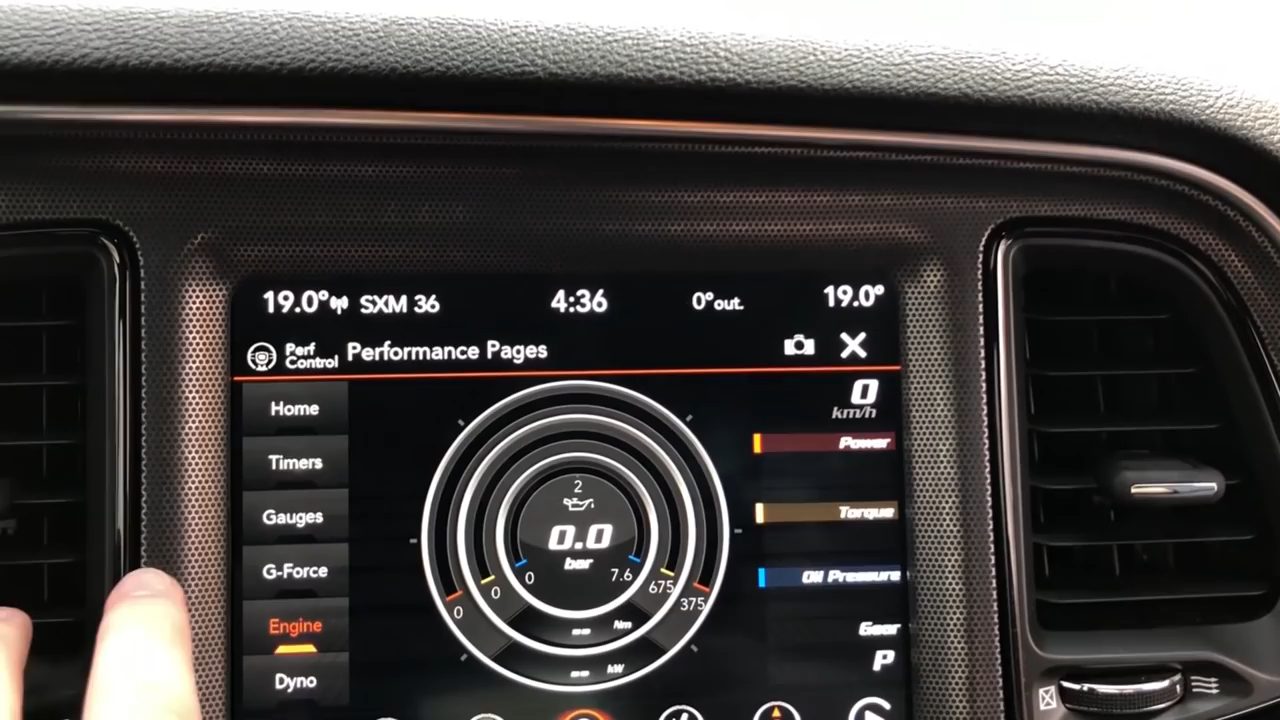 19.0° SXM 36 4:36 0°out. 19.0°
Perf Control Performance Pages
Home
Timers
Gauges
G-Force
Engine
Dyno
2
0.0
bar
0 7.6
0 675
0 375
-- Nm
-- kW
0
km/h
Power
Torque
Oil Pressure
Gear
P